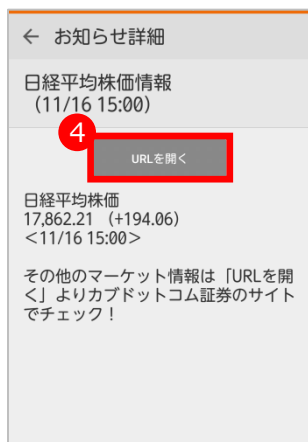 ← お知らせ詳細
日経平均株価情報
（11/16 15:00）
4
URLを開く
日経平均株価
17,862.21 （+194.06）
<11/16 15:00>
その他のマーケット情報は「URLを開
く」よりカブドットコム証券のサイト
でチェック！